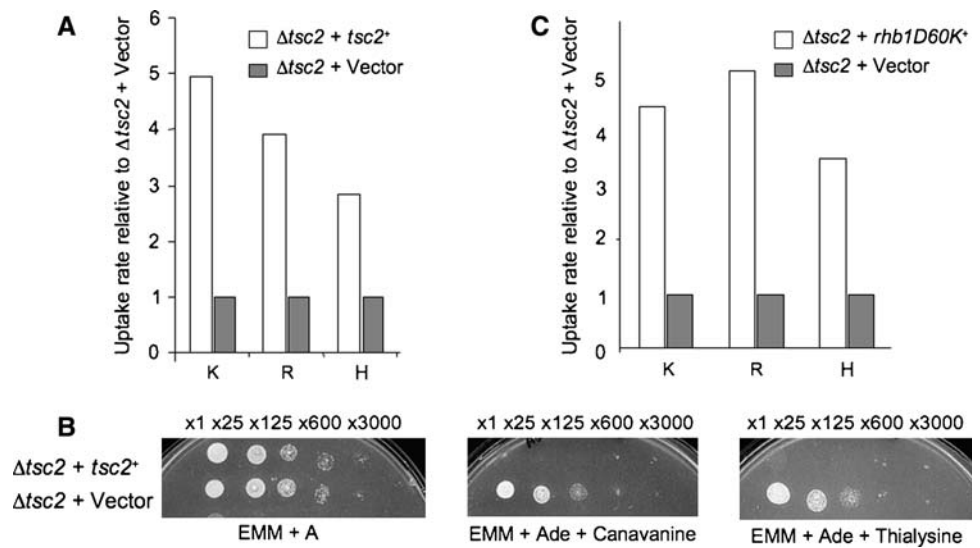 A
Uptake rate relative to Δtsc2 + Vector
6
5
4
3
2
1
0
Δtsc2 + tsc2⁺
Δtsc2 + Vector
K R H
C
Uptake rate relative to Δtsc2 + Vector
5
4
3
2
1
0
Δtsc2 + rhb1D60K⁺
Δtsc2 + Vector
K R H
B
x1 x25 x125 x600 x3000
x1 x25 x125 x600 x3000
x1 x25 x125 x600 x3000
Δtsc2 + tsc2⁺
Δtsc2 + Vector
EMM + A
EMM + Ade + Canavanine
EMM + Ade + Thialysine